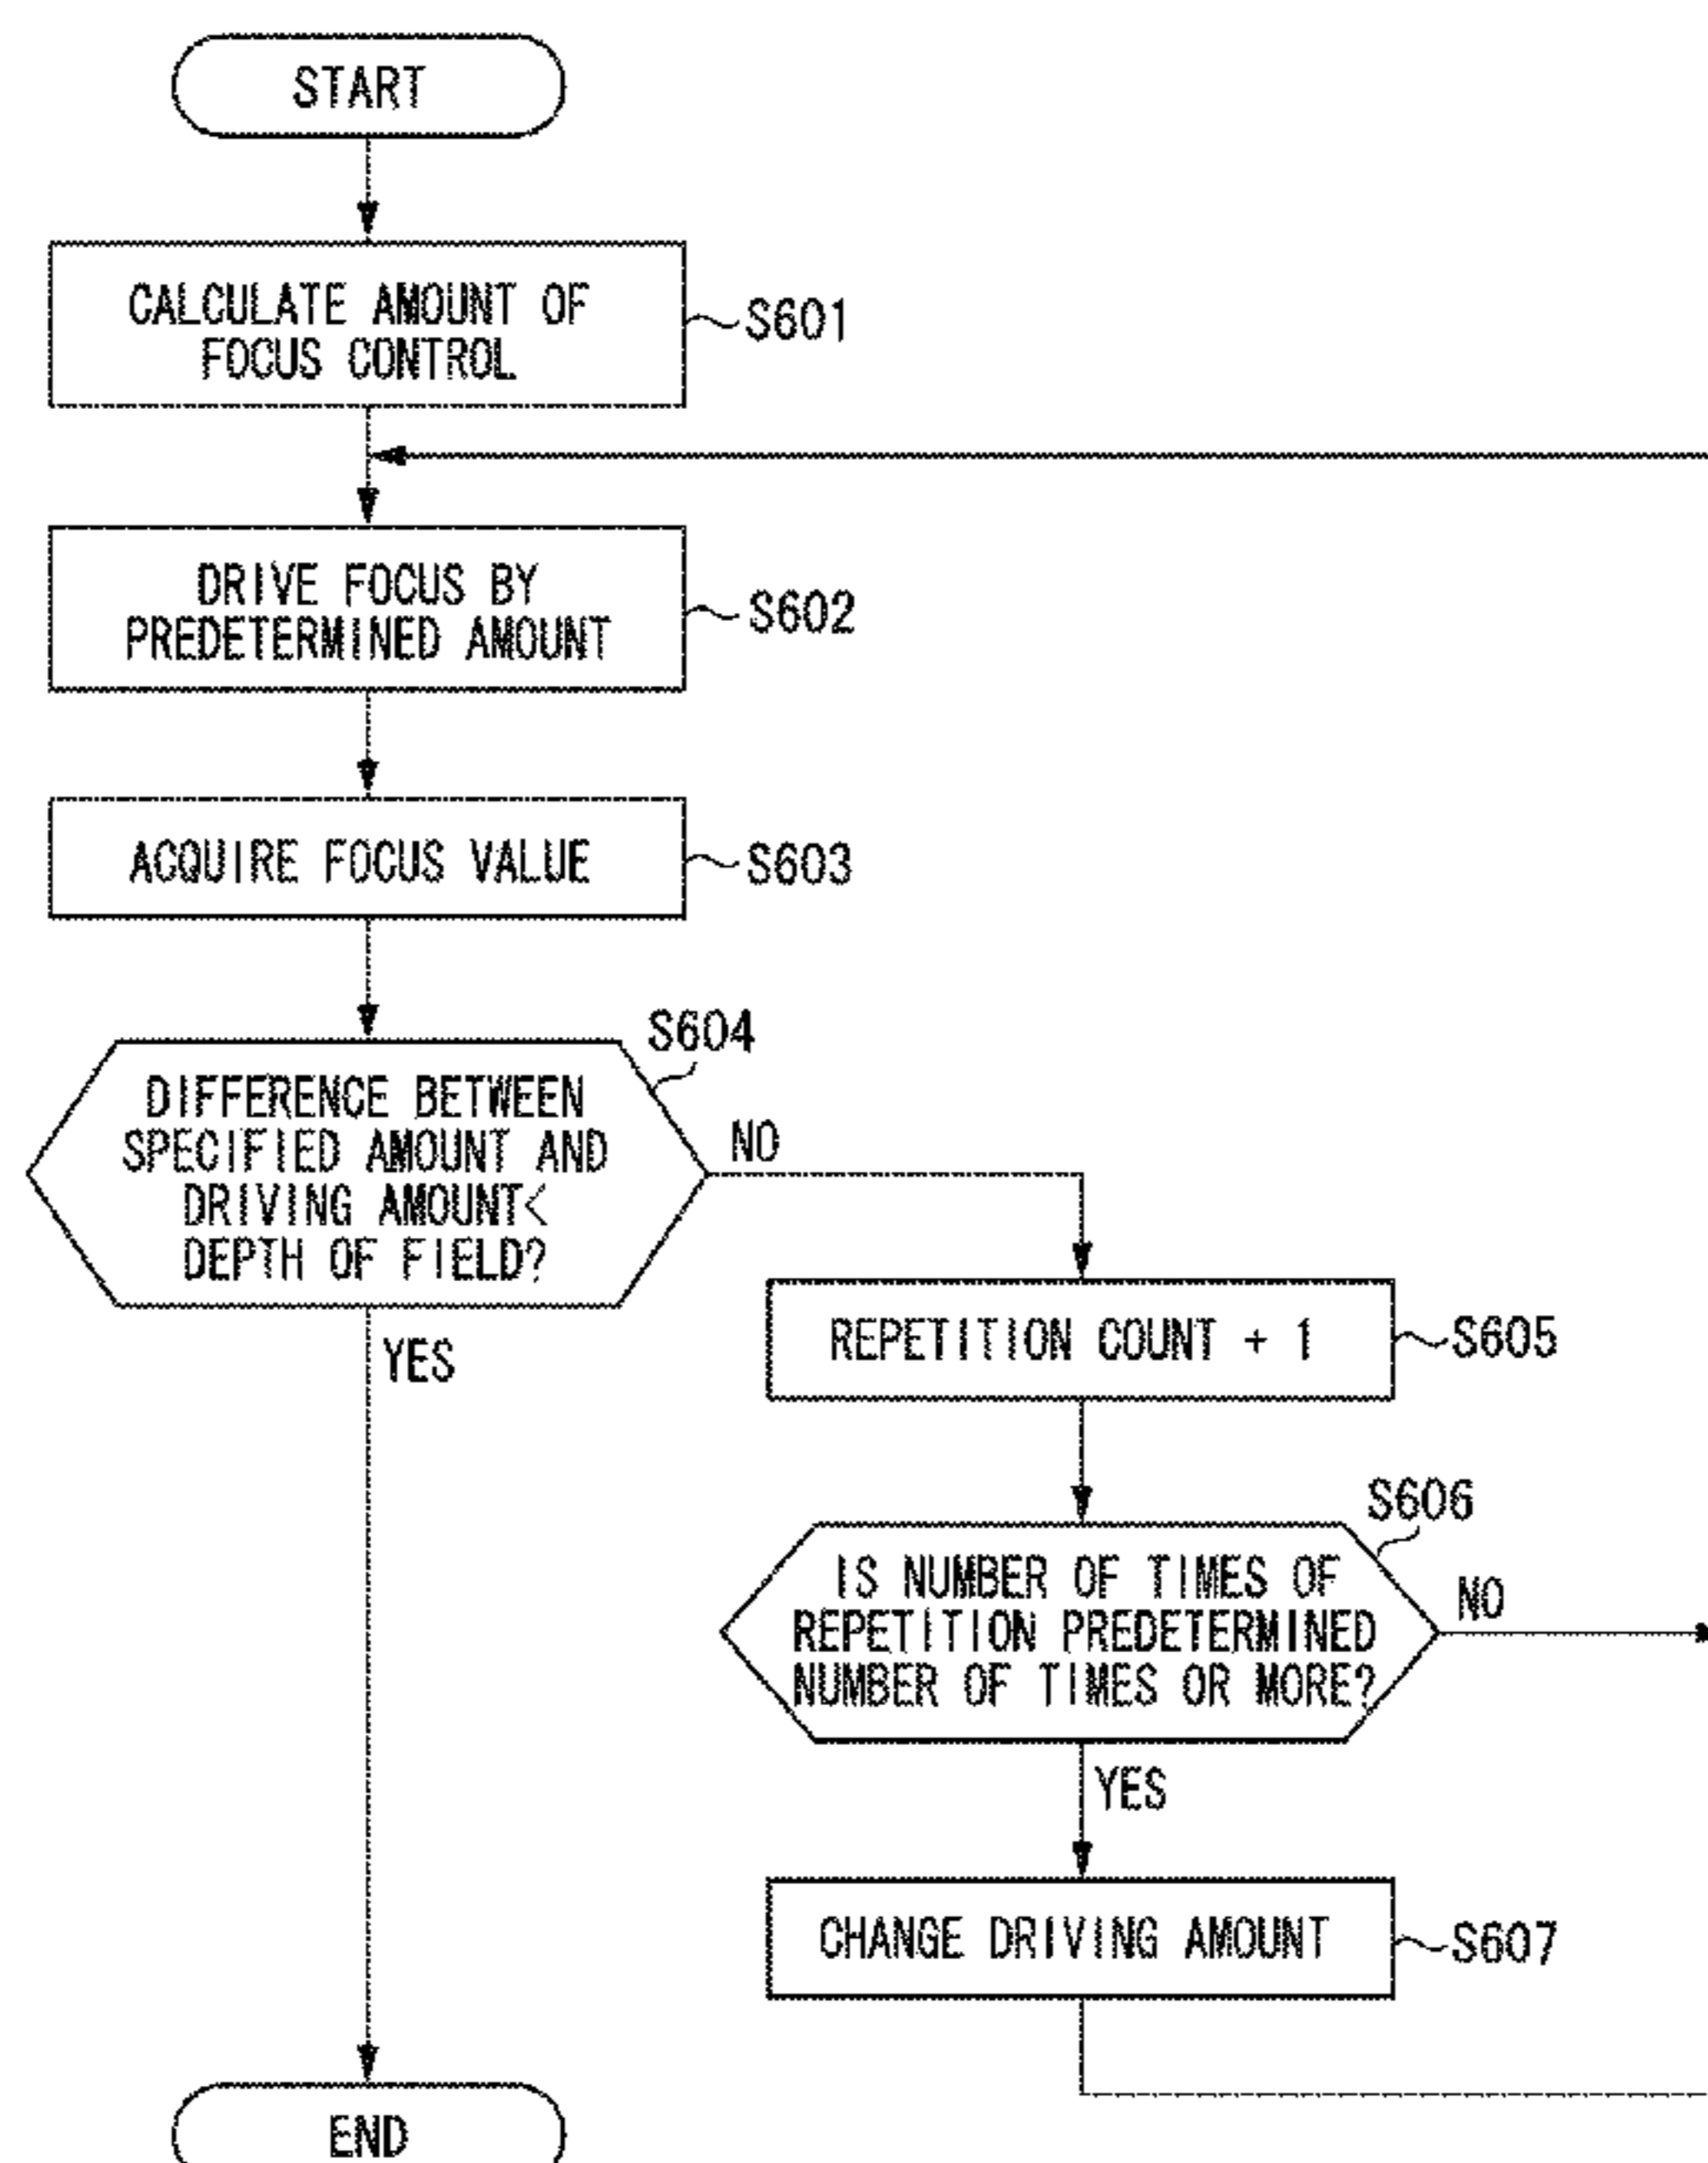 START
CALCULATE AMOUNT OF
FOCUS CONTROL
S601
DRIVE FOCUS BY
PREDETERMINED AMOUNT
S602
ACQUIRE FOCUS VALUE
S603
S604
DIFFERENCE BETWEEN
SPECIFIED AMOUNT AND
DRIVING AMOUNT<
DEPTH OF FIELD?
NO
YES
REPETITION COUNT + 1
S605
S606
IS NUMBER OF TIMES OF
REPETITION PREDETERMINED
NUMBER OF TIMES OR MORE?
NO
YES
CHANGE DRIVING AMOUNT
S607
END